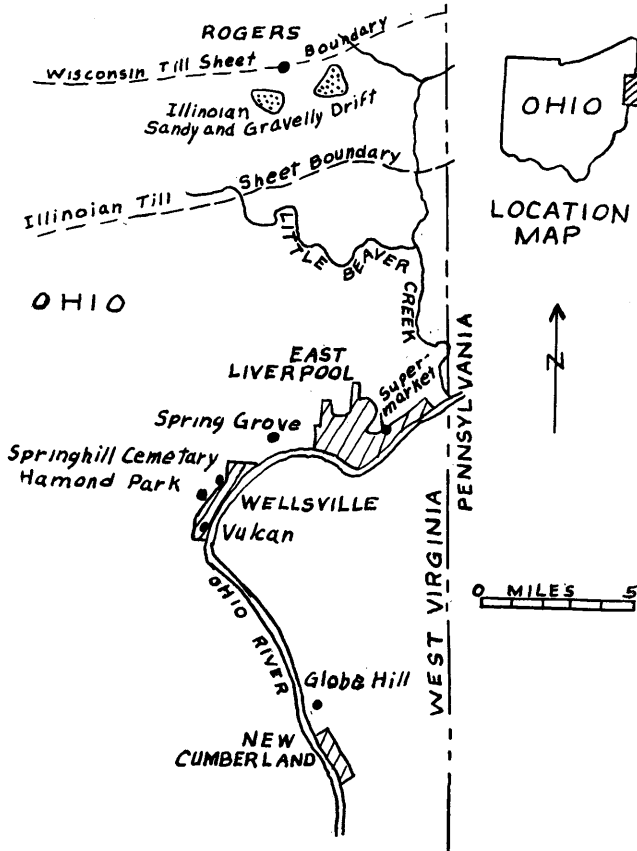 ROGERS
Wisconsin Till Sheet Boundary
Illinoian
Sandy and Gravelly Drift
OHIO
LOCATION
MAP
Illinoian Till Sheet Boundary
LITTLE BEAVER CREEK
OHIO
N
EAST
LIVERPOOL
Super-
market
Spring Grove
Springhill Cemetary
Hamond Park
WELLSVILLE
Vulcan
PENNSYLVANIA
WEST VIRGINIA
0 MILES 5
OHIO RIVER
Globe Hill
NEW
CUMBERLAND